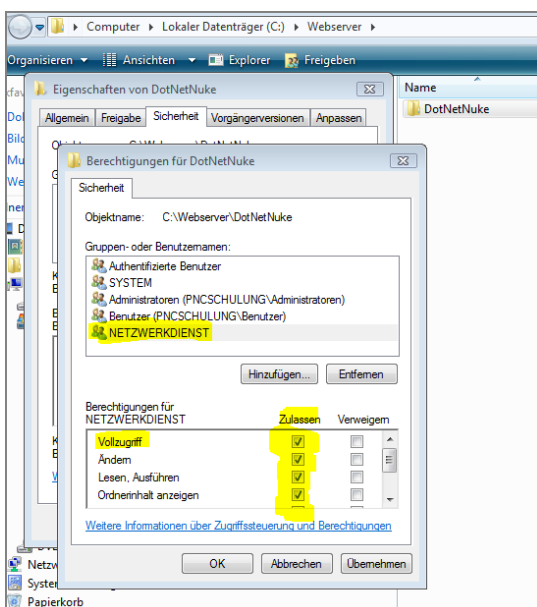 Computer ▸ Lokaler Datenträger (C:) ▸ Webserver ▸
Organisieren Ansichten Explorer Freigeben
Eigenschaften von DotNetNuke
Name
DotNetNuke
Allgemein Freigabe Sicherheit Vorgängerversionen Anpassen
Berechtigungen für DotNetNuke
Sicherheit
Objektname: C:\Webserver\DotNetNuke
Gruppen- oder Benutzernamen:
Authentifizierte Benutzer
SYSTEM
Administratoren (PNCSCHULUNG\Administratoren)
Benutzer (PNCSCHULUNG\Benutzer)
NETZWERKDIENST
Hinzufügen... Entfernen
Berechtigungen für
NETZWERKDIENST Zulassen Verweigern
Vollzugriff
Ändern
Lesen, Ausführen
Ordnerinhalt anzeigen
Weitere Informationen über Zugriffssteuerung und Berechtigungen
OK Abbrechen Übernehmen
Netzw
Syster
Papierkorb